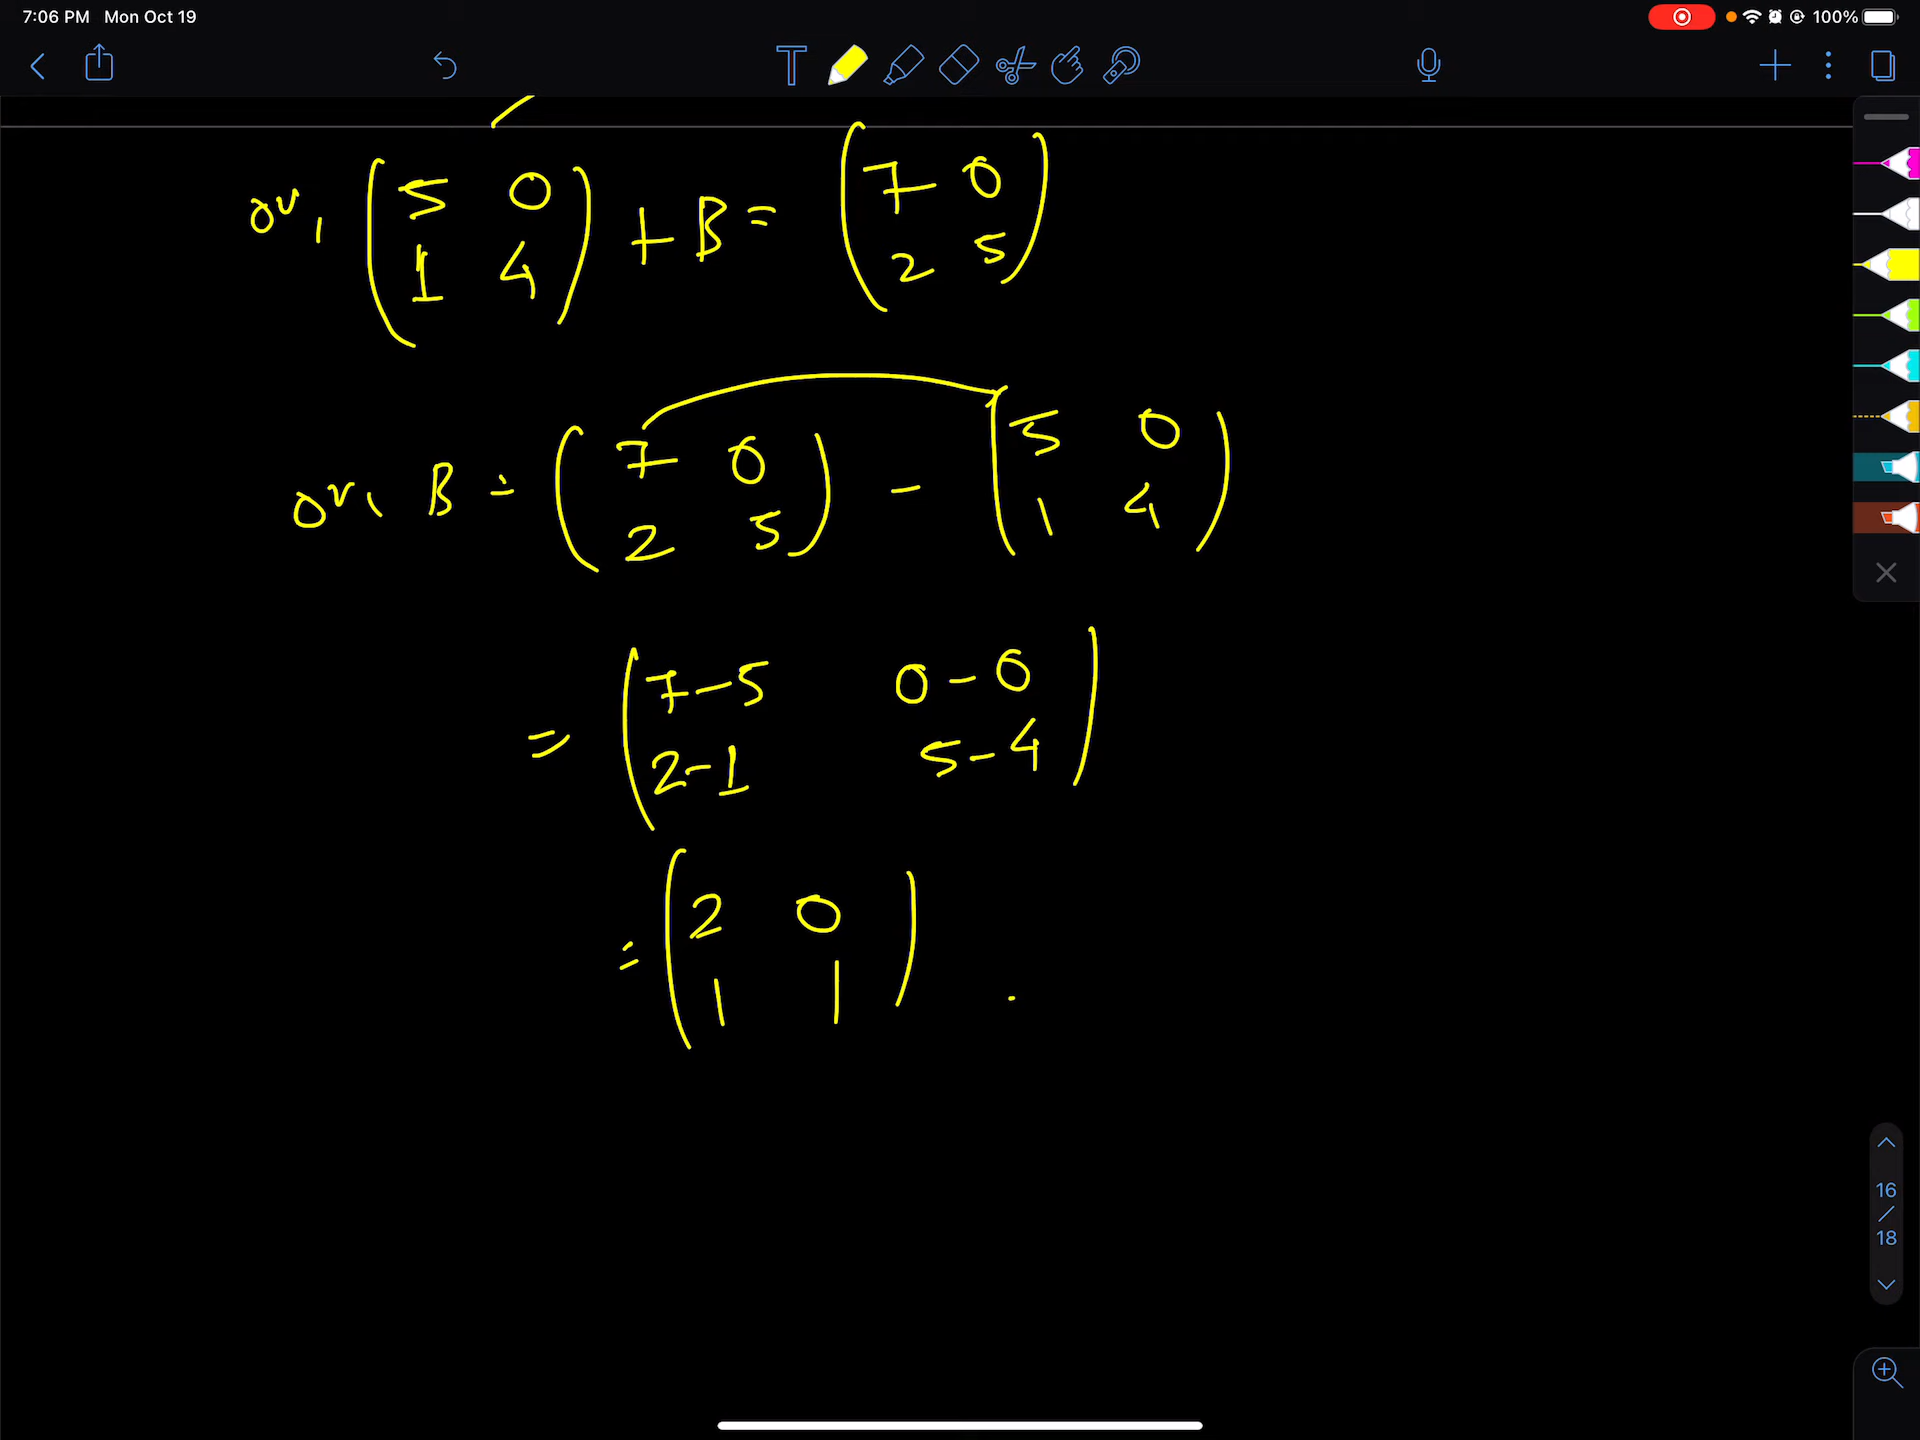 7:06 PM Mon Oct 19
100%
T
or, (5 0
1 4) + B = (7 0
2 5)
or, B = (7 0
2 5) - (5 0
1 4)
= (7-5 0-0
2-1 5-4)
= (2 0
1 1) .
16
/
18